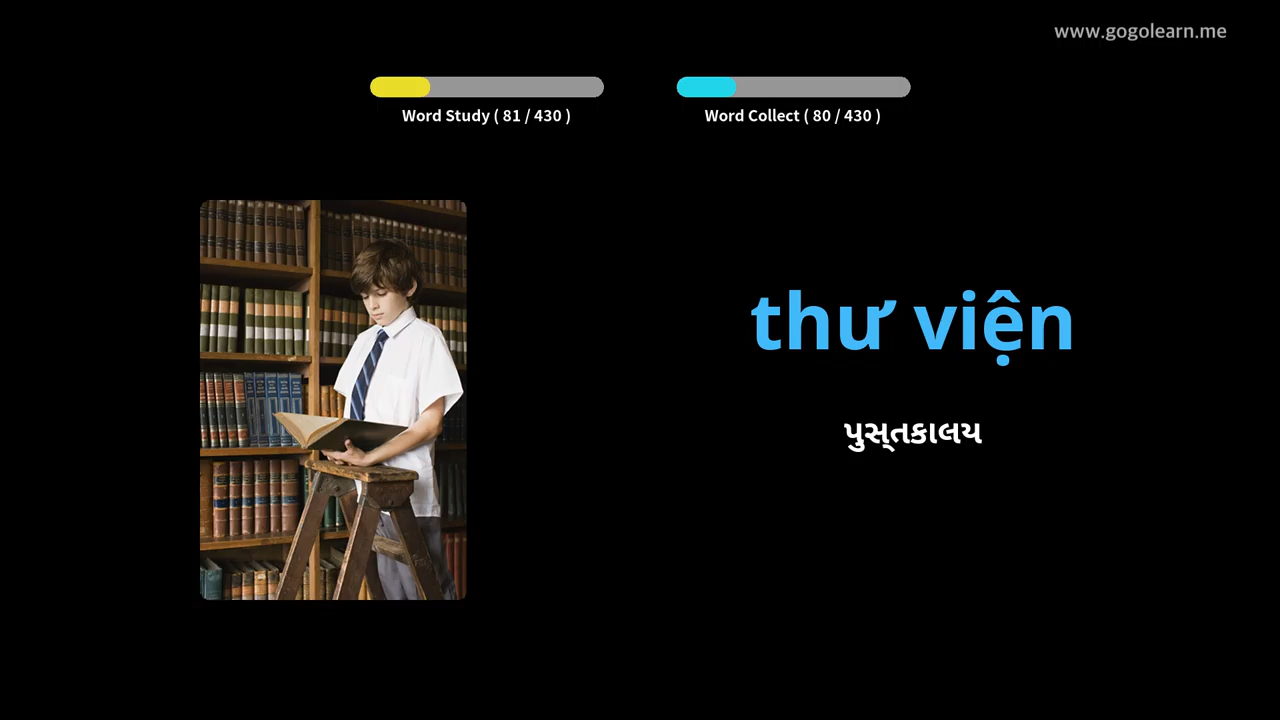 www.gogolearn.me
Word Study ( 81 / 430 )
Word Collect ( 80 / 430 )
thư viện
પુસ્તકાલય